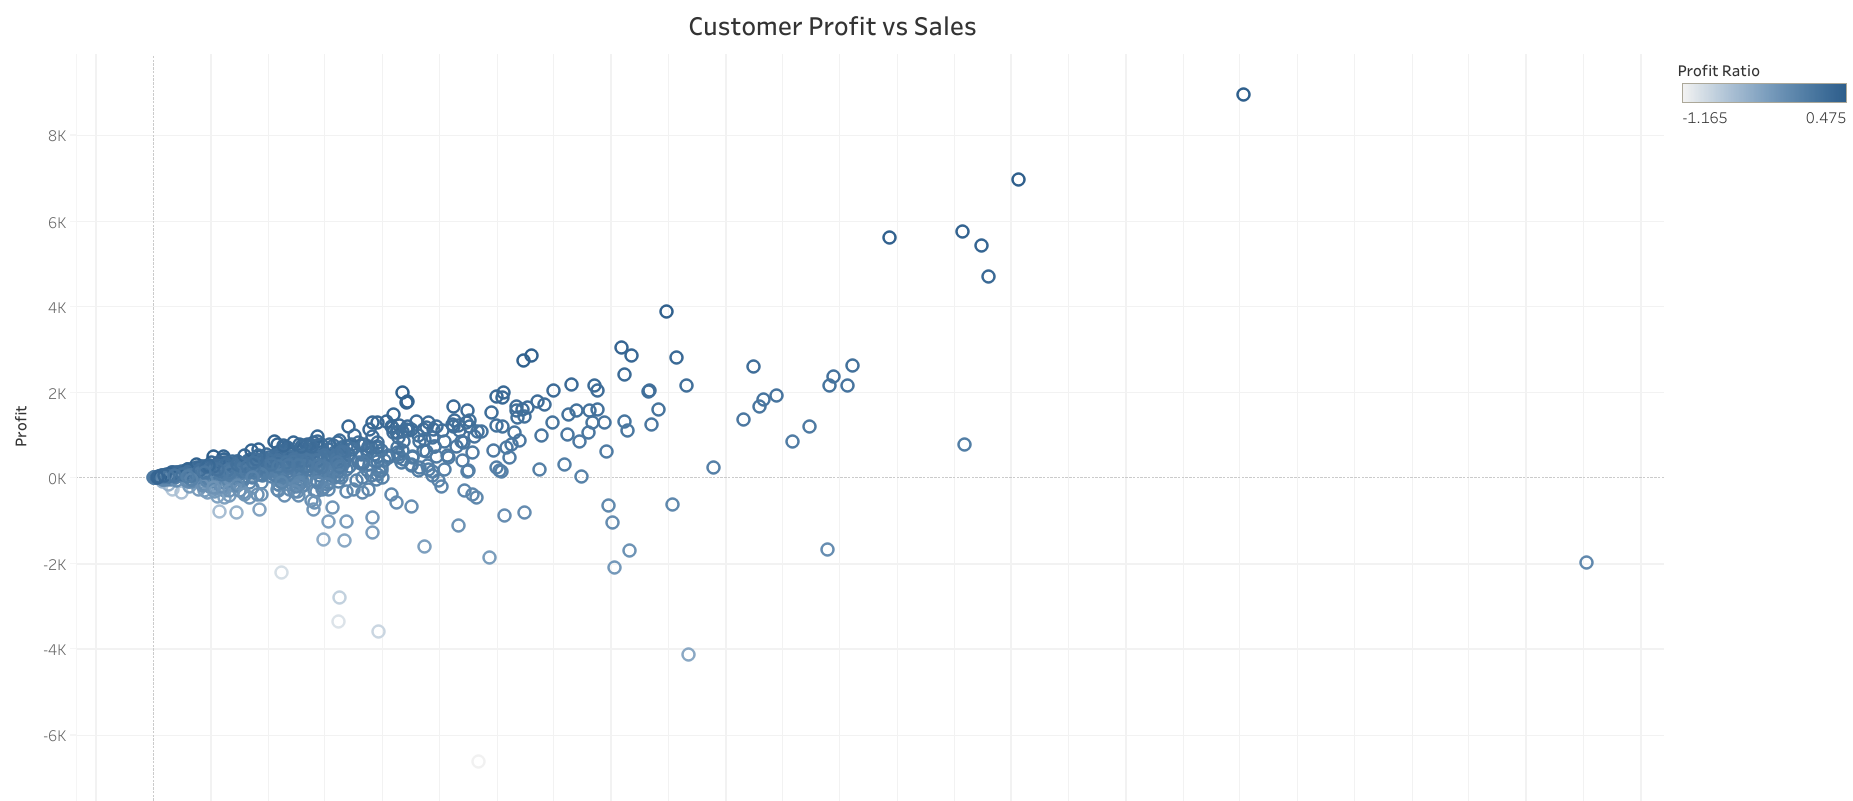 Customer Profit vs Sales
Profit Ratio
-1.165 0.475
8K
6K
4K
2K
0K
-2K
-4K
-6K
Profit